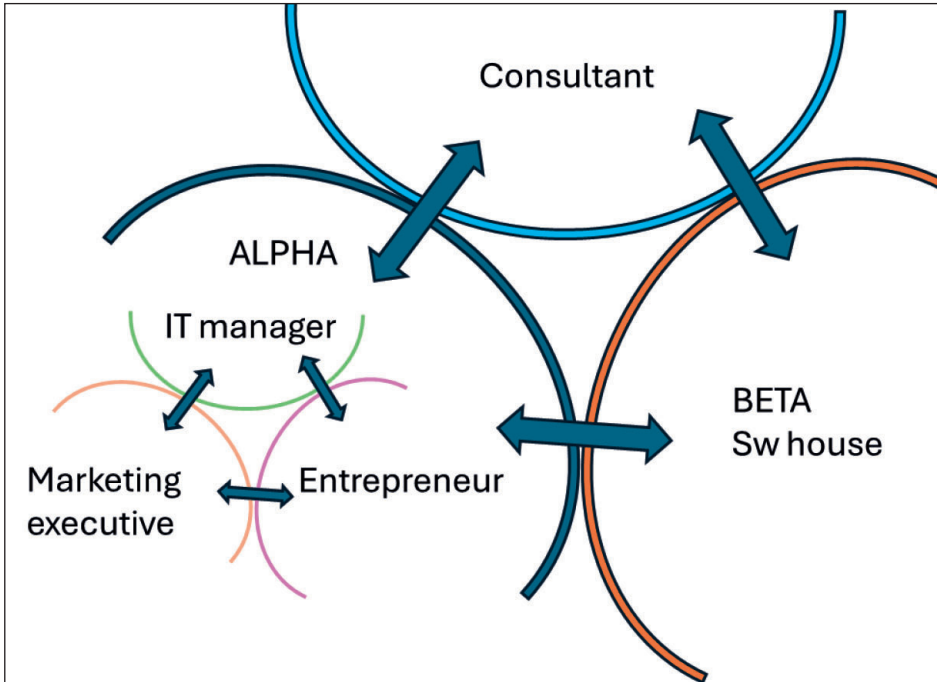 Consultant
ALPHA
IT manager
BETA
Sw house
Marketing
executive
Entrepreneur